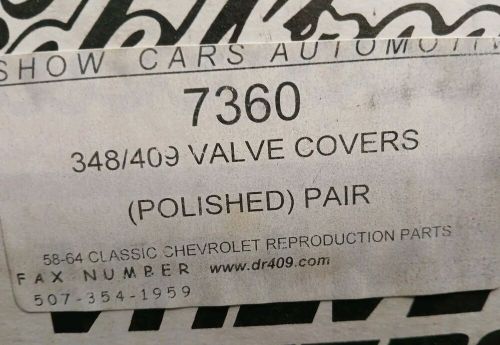 SHOW CARS AUTOMOTI
7360
348/409 VALVE COVERS
(POLISHED) PAIR
58-64 CLASSIC CHEVROLET REPRODUCTION PARTS
FAX NUMBER www.dr409.com
507-354-1959